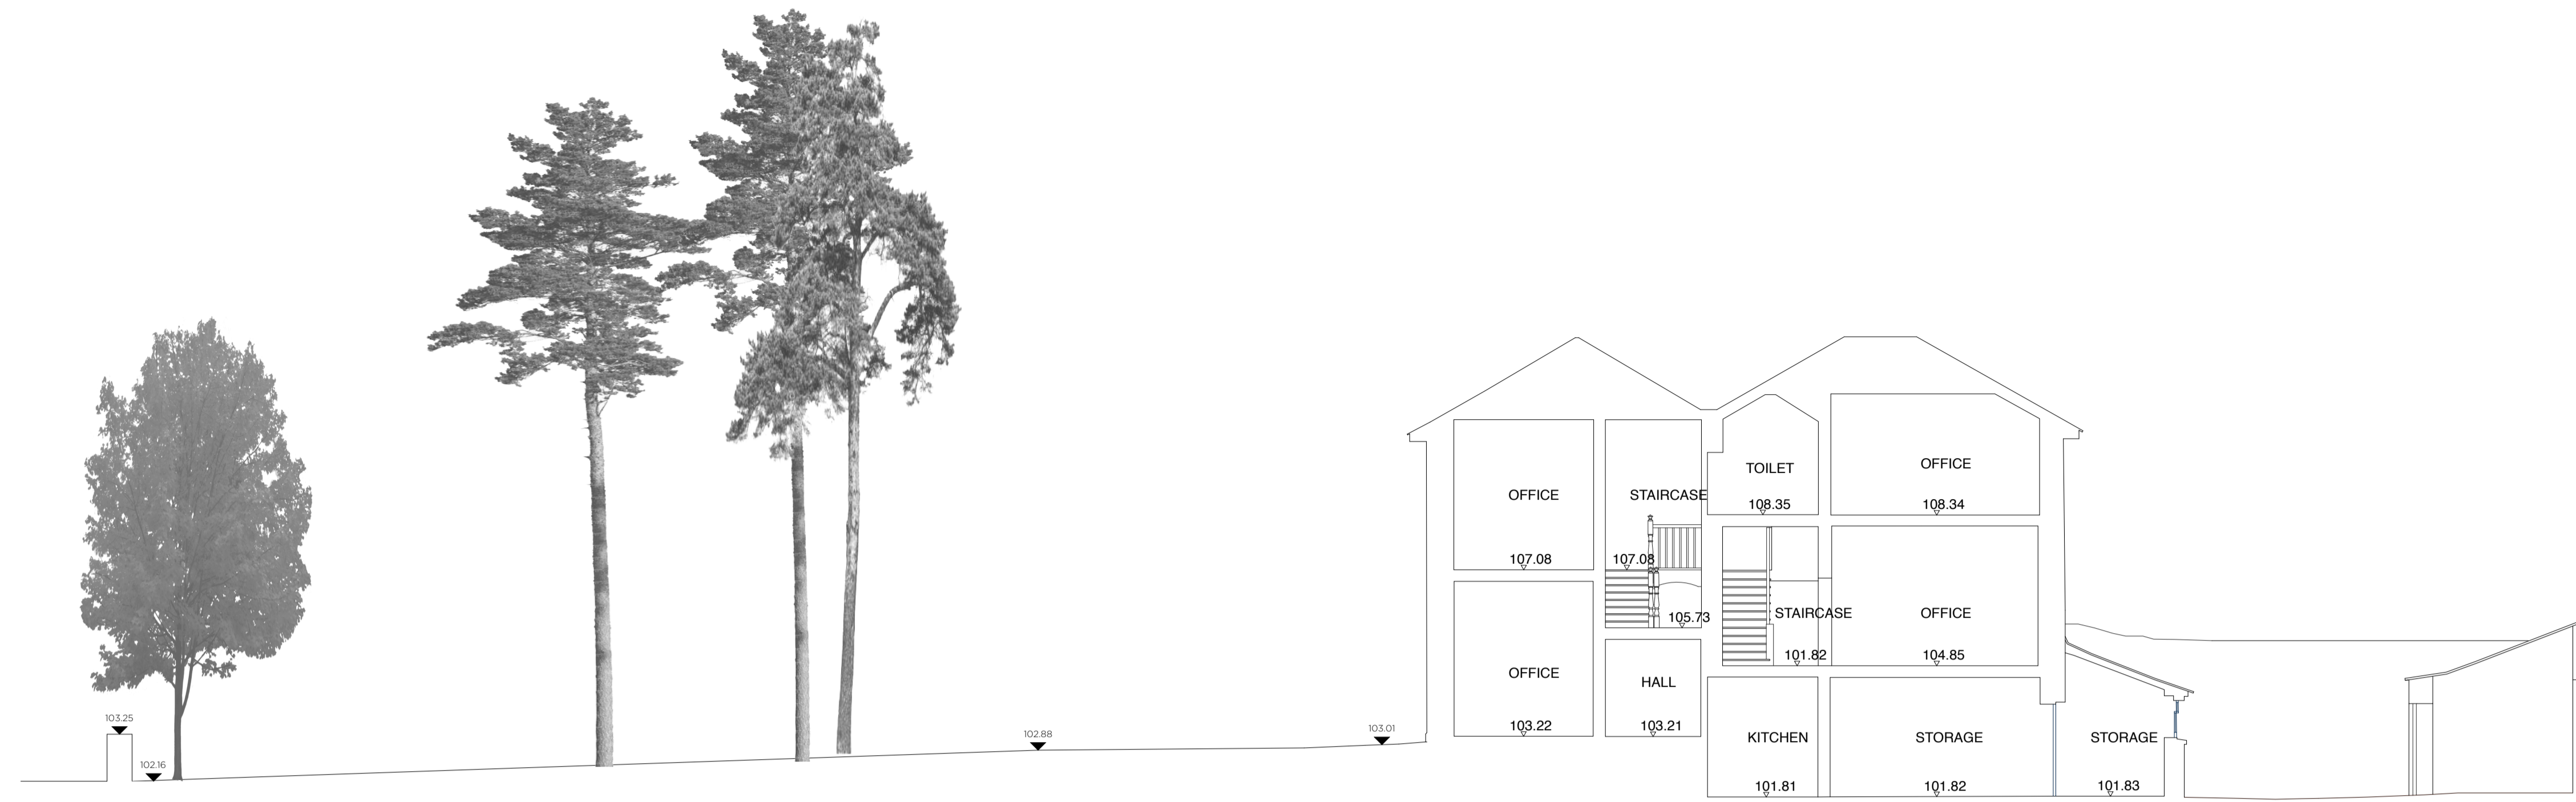 TOILET
OFFICE
OFFICE
STAIRCASE
108.35
108.34
107.08
107.08
105.73
STAIRCASE
OFFICE
101.82
104.85
OFFICE
HALL
103.25
103.22
103.21
103.01
102.88
KITCHEN
STORAGE
STORAGE
102.16
101.81
101.82
101.83